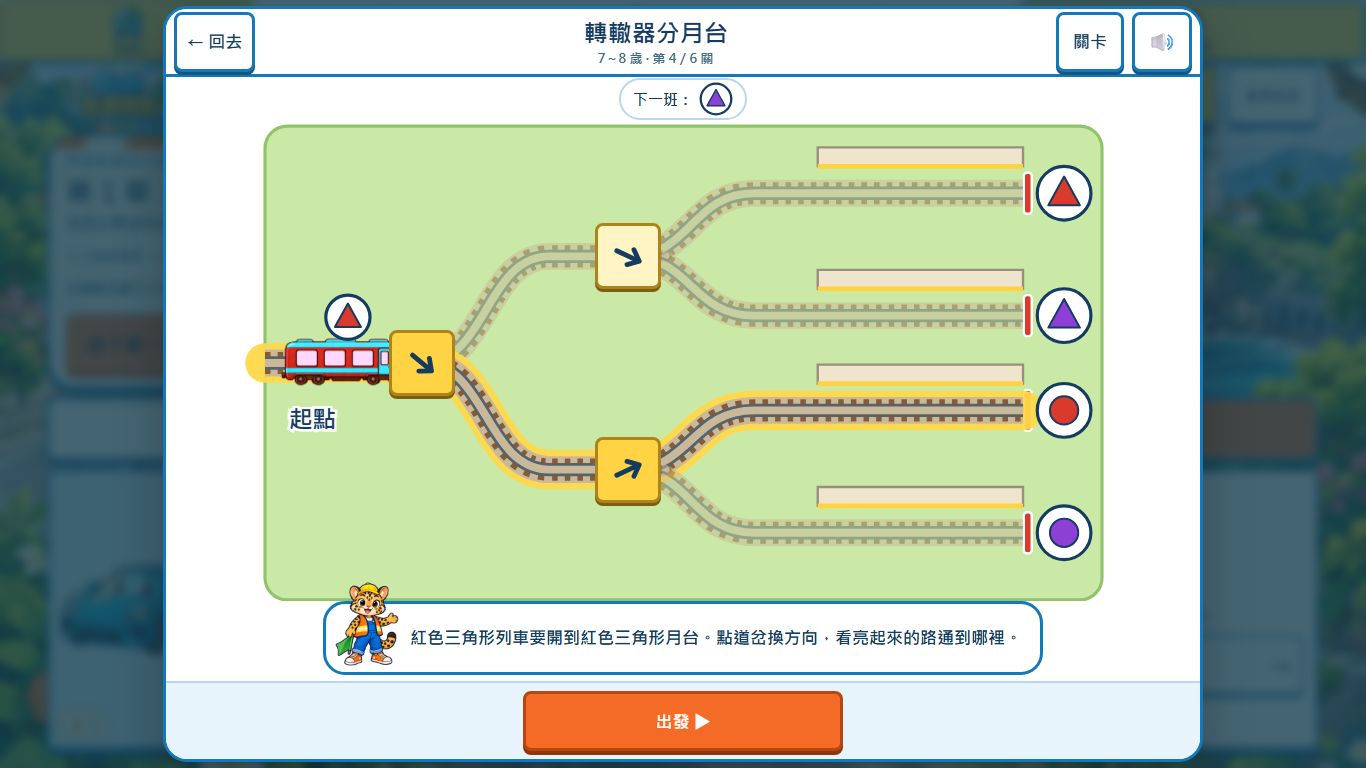 ← 回去
轉轍器分月台
7~8 歲 · 第 4 / 6 關
關卡
下一班：
起點
紅色三角形列車要開到紅色三角形月台。點道岔換方向，看亮起來的路通到哪裡。
出發 ▶